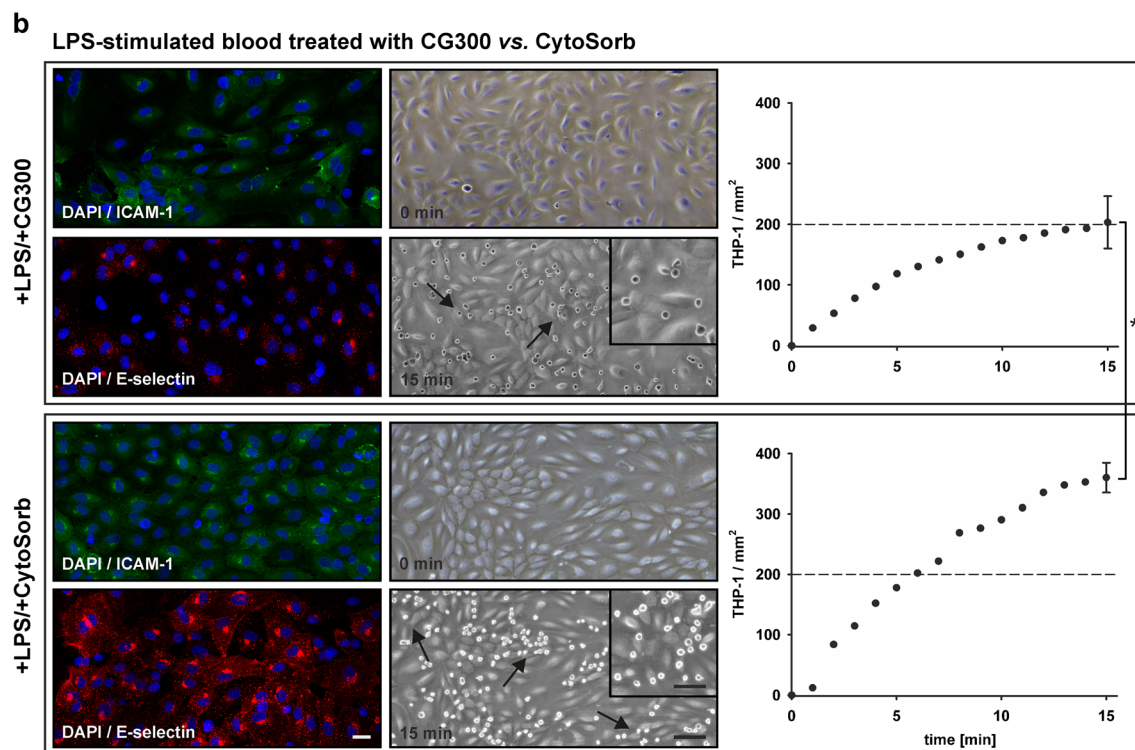 b
LPS-stimulated blood treated with CG300 vs. CytoSorb
+LPS/+CG300
DAPI / ICAM-1
0 min
DAPI / E-selectin
15 min
THP-1 / mm²
400
300
200
100
0
0
5
10
15
*
+LPS/+CytoSorb
DAPI / ICAM-1
0 min
DAPI / E-selectin
15 min
THP-1 / mm²
400
300
200
100
0
0
5
10
15
time [min]